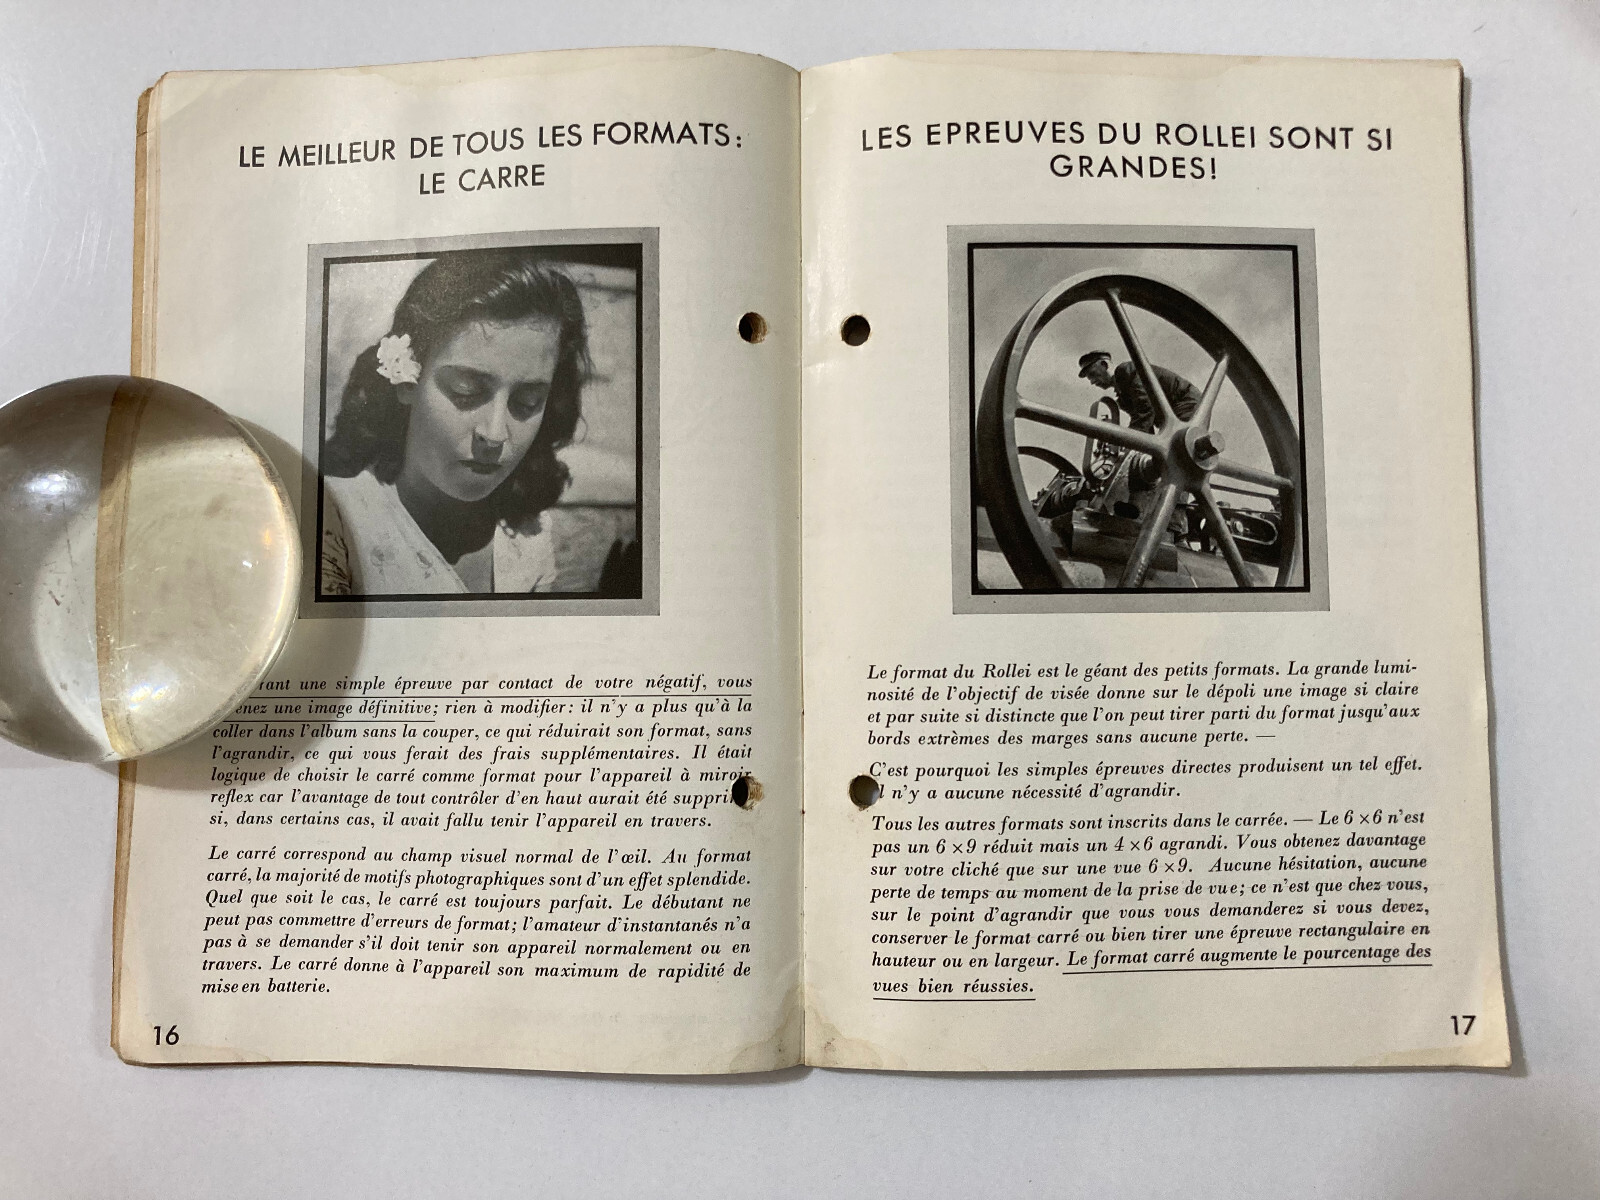 LE MEILLEUR DE TOUS LES FORMATS:
LE CARRE
rant une simple épreuve par contact de votre négatif, vous
enez une image définitive; rien à modifier: il n'y a plus qu'à la
coller dans l'album sans la couper, ce qui réduirait son format, sans
l'agrandir, ce qui vous ferait des frais supplémentaires. Il était
logique de choisir le carré comme format pour l'appareil à miroir
reflex car l'avantage de tout contrôler d'en haut aurait été suppri
si, dans certains cas, il avait fallu tenir l'appareil en travers.
Le carré correspond au champ visuel normal de l'œil. Au format
carré, la majorité de motifs photographiques sont d'un effet splendide.
Quel que soit le cas, le carré est toujours parfait. Le débutant ne
peut pas commettre d'erreurs de format; l'amateur d'instantanés n'a
pas à se demander s'il doit tenir son appareil normalement ou en
travers. Le carré donne à l'appareil son maximum de rapidité de
mise en batterie.
16
LES EPREUVES DU ROLLEI SONT SI
GRANDES!
Le format du Rollei est le géant des petits formats. La grande lumi-
nosité de l'objectif de visée donne sur le dépoli une image si claire
et par suite si distincte que l'on peut tirer parti du format jusqu'aux
bords extrèmes des marges sans aucune perte. —
C'est pourquoi les simples épreuves directes produisent un tel effet.
l n'y a aucune nécessité d'agrandir.
Tous les autres formats sont inscrits dans le carrée. — Le 6 × 6 n'est
pas un 6 × 9 réduit mais un 4 × 6 agrandi. Vous obtenez davantage
sur votre cliché que sur une vue 6 × 9. Aucune hésitation, aucune
perte de temps au moment de la prise de vue; ce n'est que chez vous,
sur le point d'agrandir que vous vous demanderez si vous devez,
conserver le format carré ou bien tirer une épreuve rectangulaire en
hauteur ou en largeur. Le format carré augmente le pourcentage des
vues bien réussies.
17